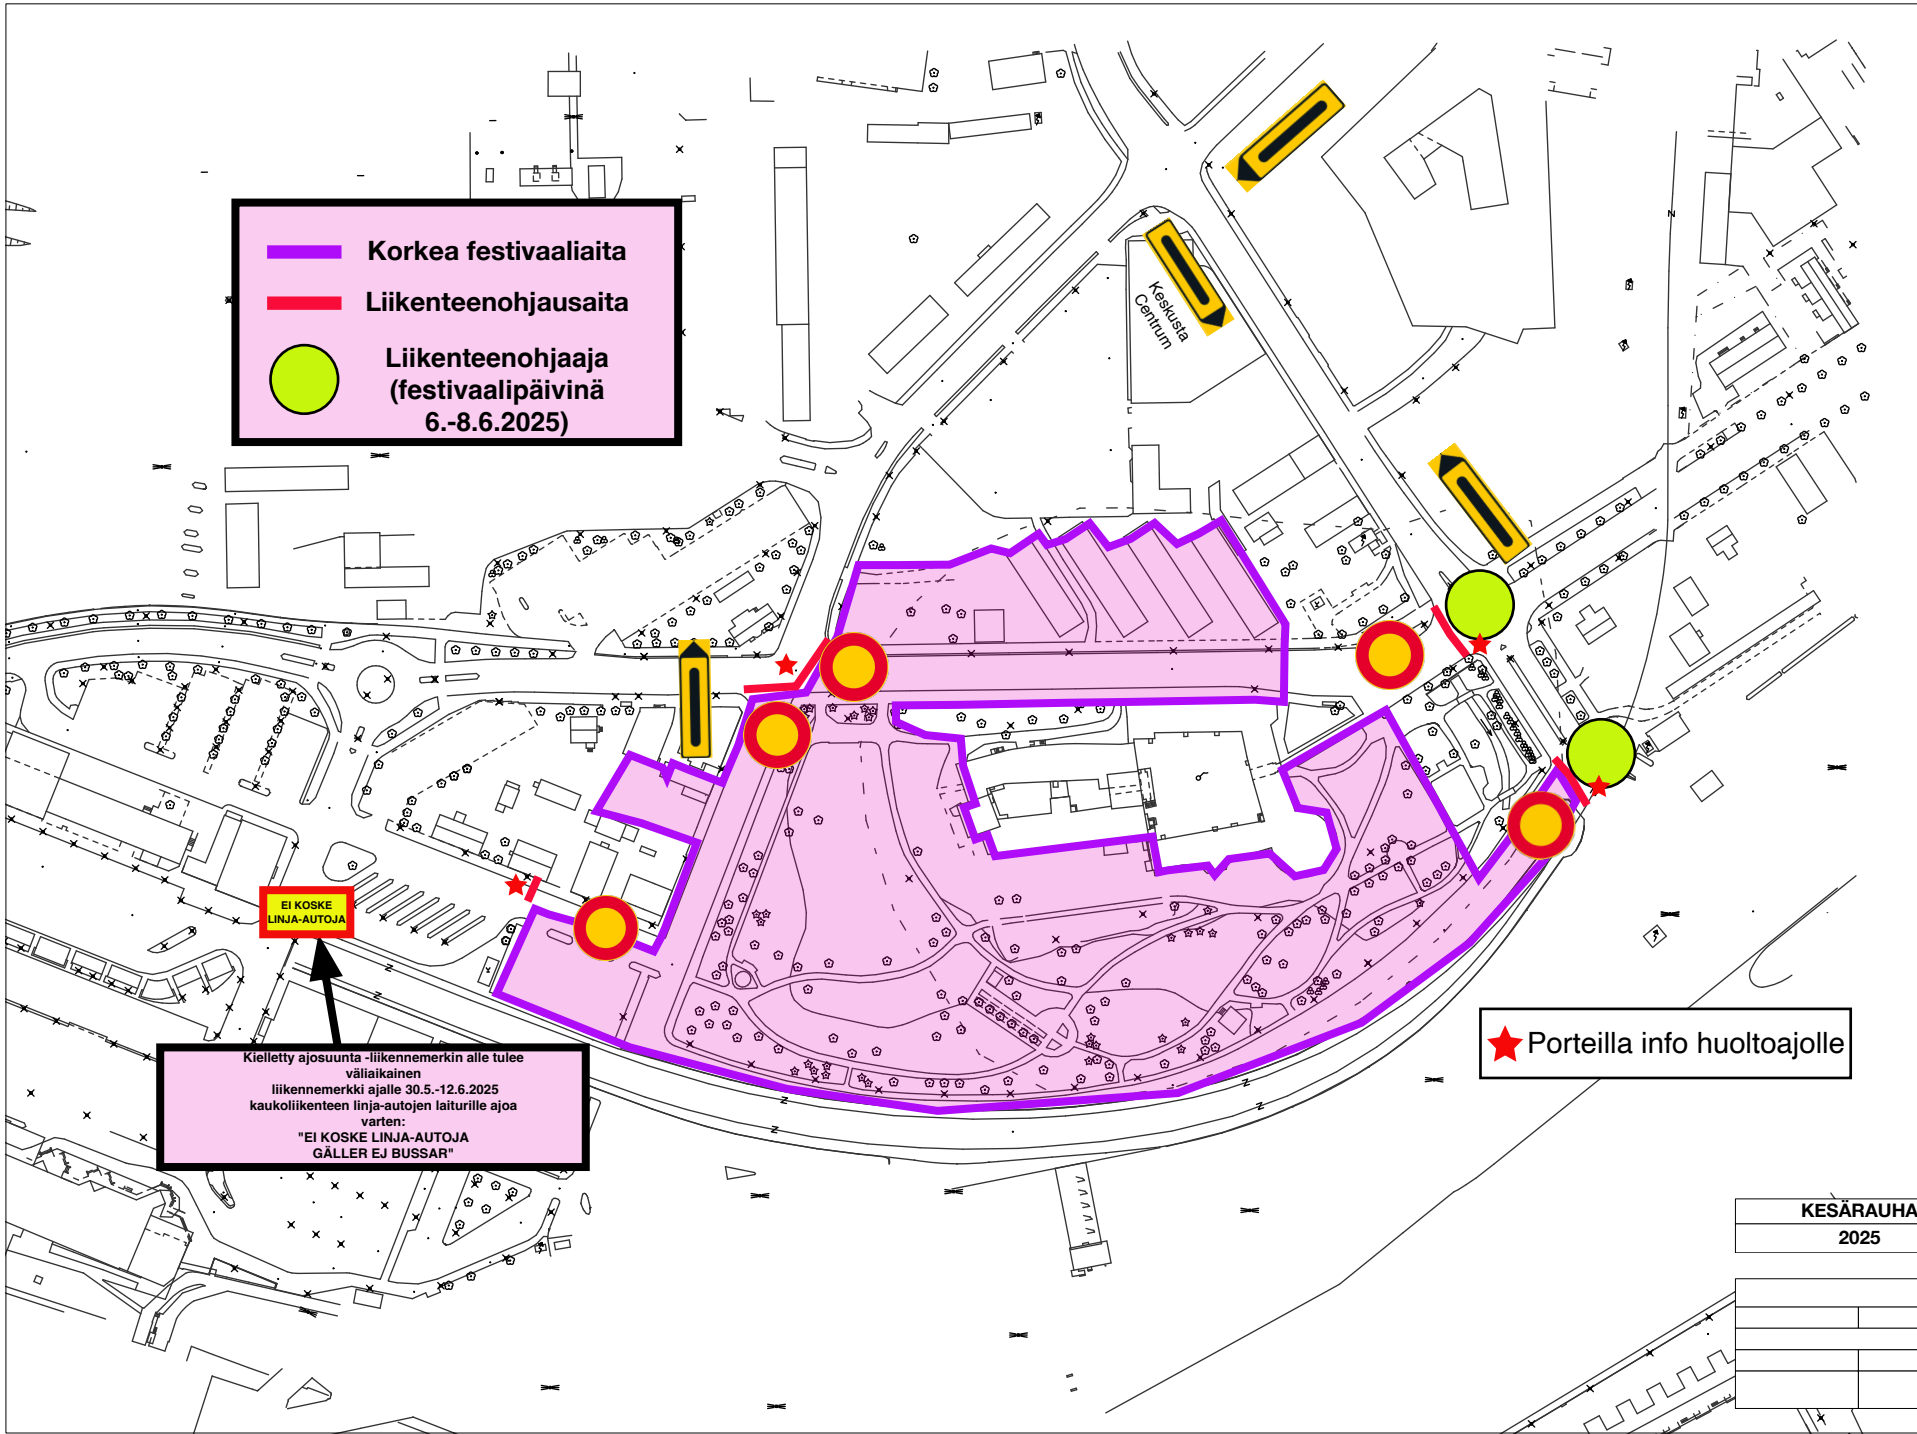 Korkea festivaaliaita
Liikenteenohjausaita
Liikenteenohjaaja
(festivaalipäivinä
6.-8.6.2025)
Keskusta
Centrum
EI KOSKE
LINJA-AUTOJA
Kielletty ajosuunta -liikennemerkin alle tulee
väliaikainen
liikennemerkki ajalle 30.5.-12.6.2025
kaukoliikenteen linja-autojen laiturille ajoa
varten:
"EI KOSKE LINJA-AUTOJA
GÄLLER EJ BUSSAR"
Porteilla info huoltoajolle
KESÄRAUHA
2025